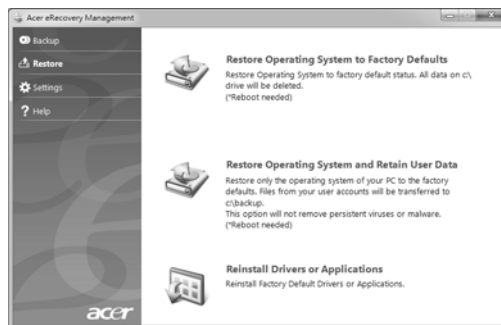 Acer eRecovery Management
Backup
Restore
Settings
Help
Restore Operating System to Factory Defaults
Restore Operating System to factory default status. All data on c:\
drive will be deleted.
(*Reboot needed)
Restore Operating System and Retain User Data
Restore only the operating system of your PC to the factory
defaults. Files from your user accounts will be transferred to
c:\backup.
This option will not remove persistent viruses or malware.
(*Reboot needed)
Reinstall Drivers or Applications
Reinstall Factory Default Drivers or Applications.
acer